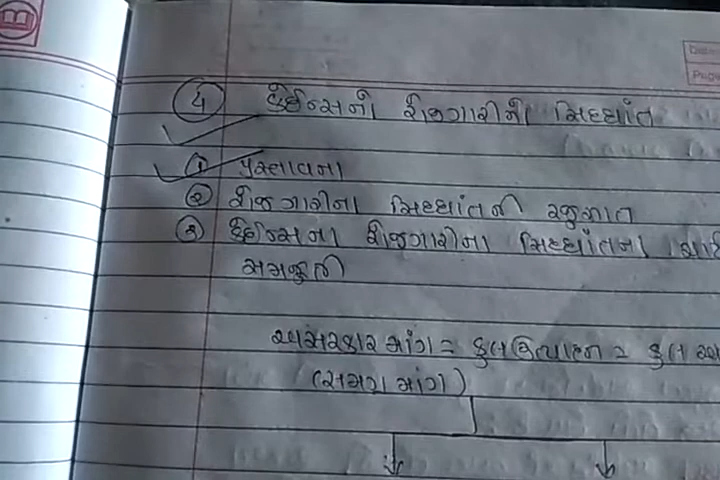 ૫ કેઈન્સનો રોજગારીનો સિધ્ધાંત
૧ પ્રસ્તાવના
૨ રોજગારીના સિધ્ધાંતની રજુઆત
૩ કેઈન્સના રોજગારીના સિધ્ધાંતના
સમજુતી
અસરકાર માંગ = કુલ ઉત્પાદન = કુલ
(સમગ્ર માંગ)